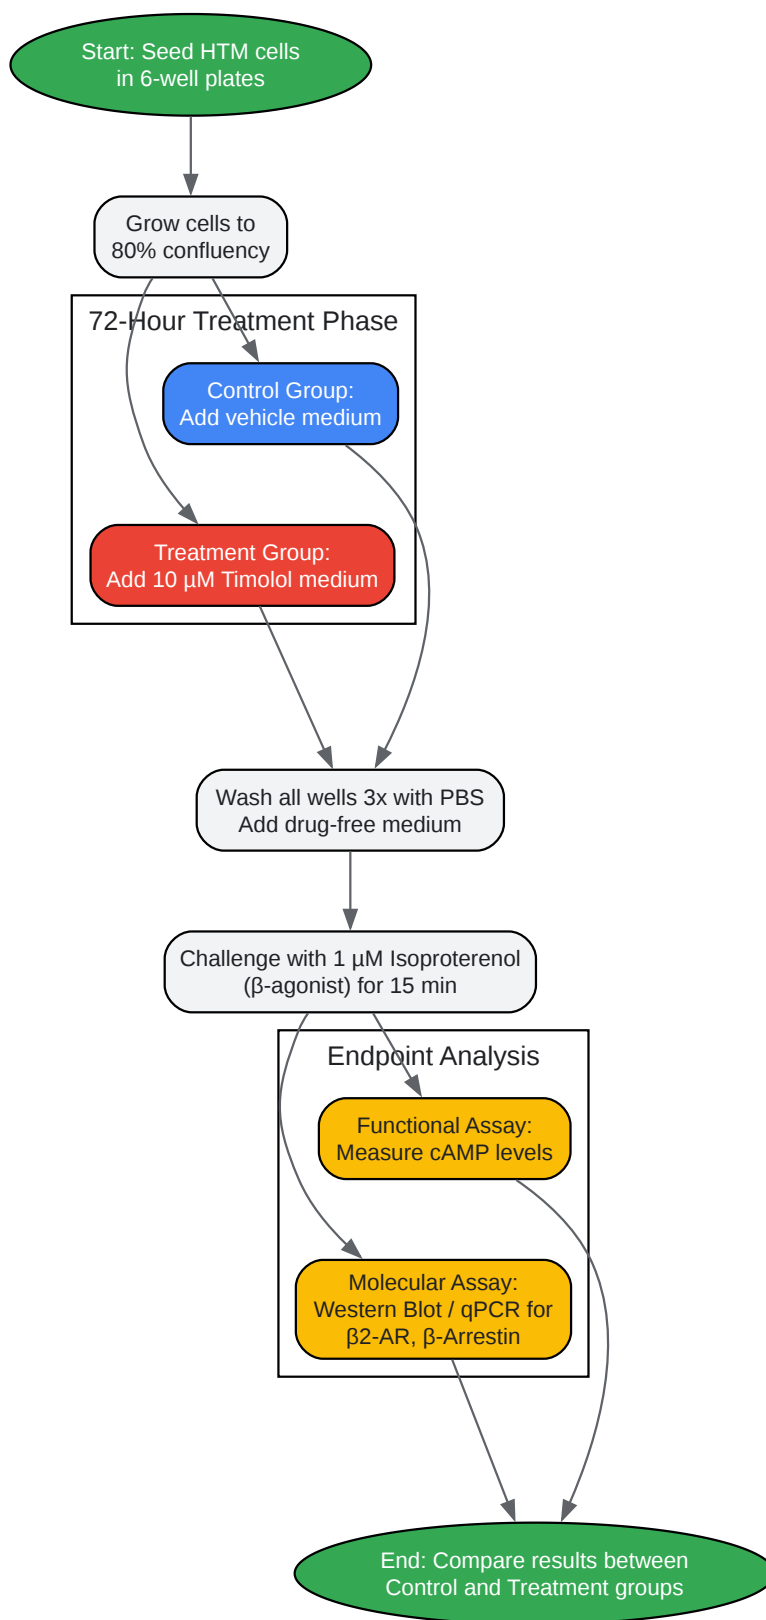 Start: Seed HTM cells
in 6-well plates
Grow cells to
80% confluency
72-Hour Treatment Phase
Control Group:
Add vehicle medium
Treatment Group:
Add 10 µM Timolol medium
Wash all wells 3x with PBS
Add drug-free medium
Challenge with 1 µM Isoproterenol
(β-agonist) for 15 min
Endpoint Analysis
Functional Assay:
Measure cAMP levels
Molecular Assay:
Western Blot / qPCR for
β2-AR, β-Arrestin
End: Compare results between
Control and Treatment groups